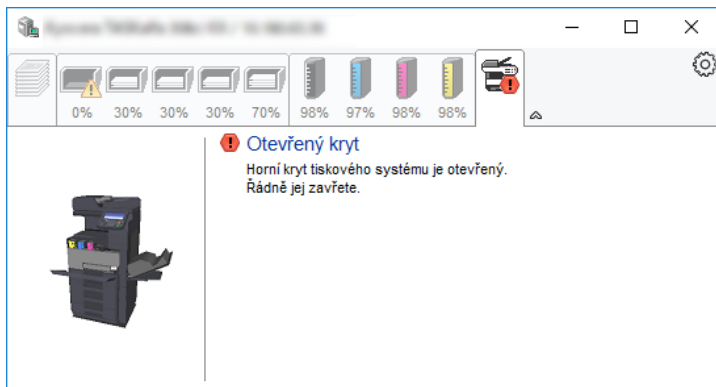 0% 30% 30% 30% 70% 98% 97% 98% 98%
Otevřený kryt
Horní kryt tiskového systému je otevřený.
Řádně jej zavřete.